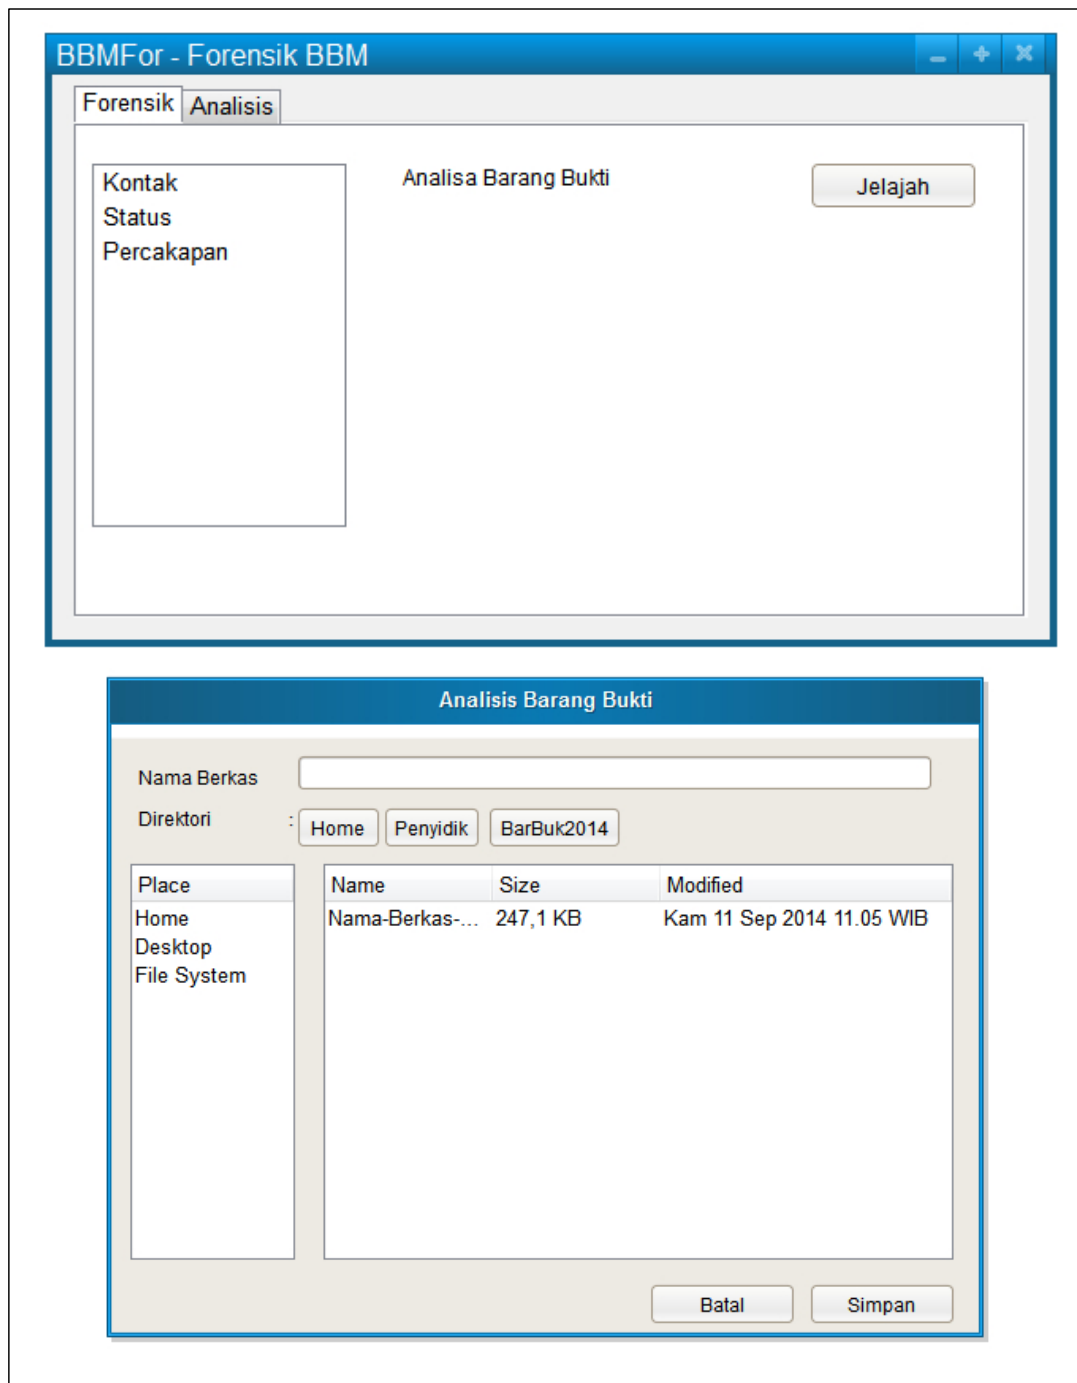 BBMFor - Forensik BBM
Forensik Analisis
Kontak
Status
Percakapan
Analisa Barang Bukti
Jelajah
Analisis Barang Bukti
Nama Berkas
Direktori : Home Penyidik BarBuk2014
Place
Home
Desktop
File System
Name Size Modified
Nama-Berkas-... 247,1 KB Kam 11 Sep 2014 11.05 WIB
Batal Simpan